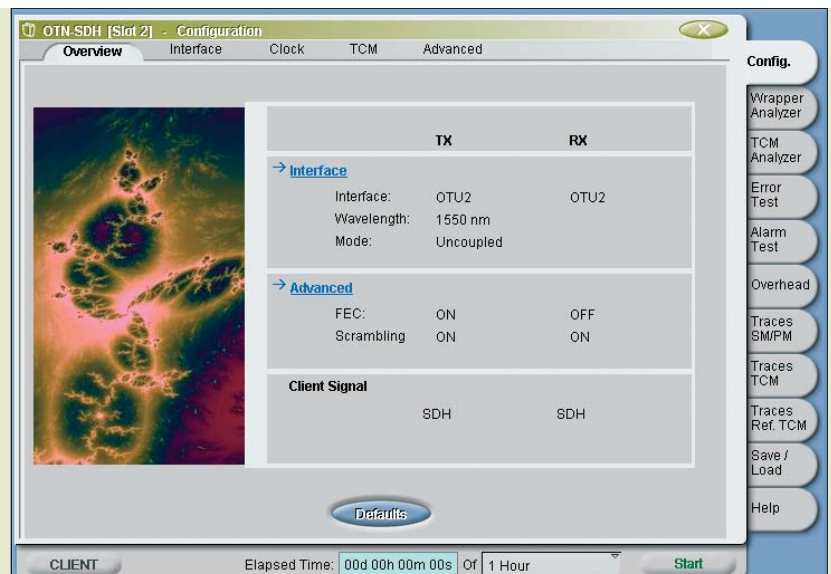 OTN-SDH [Slot 2] - Configuration
Overview Interface Clock TCM Advanced
TX RX
→ Interface
Interface: OTU2 OTU2
Wavelength: 1550 nm
Mode: Uncoupled
→ Advanced
FEC: ON OFF
Scrambling ON ON
Client Signal
SDH SDH
Defaults
CLIENT Elapsed Time: 00d 00h 00m 00s Of 1 Hour Start
Config.
Wrapper
Analyzer
TCM
Analyzer
Error
Test
Alarm
Test
Overhead
Traces
SM/PM
Traces
TCM
Traces
Ref. TCM
Save /
Load
Help